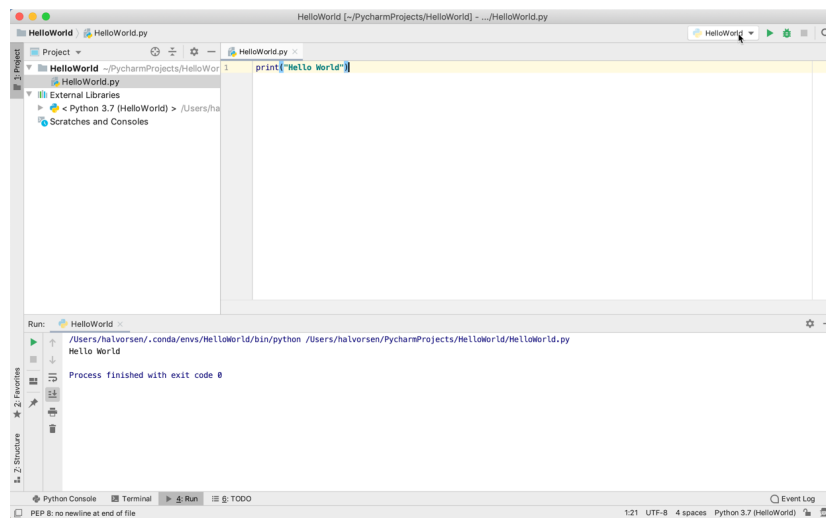 HelloWorld [~/PycharmProjects/HelloWorld] - .../HelloWorld.py
HelloWorld HelloWorld.py
HelloWorld
1: Project
Project
HelloWorld.py
HelloWorld ~/PycharmProjects/HelloWor
HelloWorld.py
External Libraries
< Python 3.7 (HelloWorld) > /Users/ha
Scratches and Consoles
1 print("Hello World")
Run: HelloWorld
/Users/halvorsen/.conda/envs/HelloWorld/bin/python /Users/halvorsen/PycharmProjects/HelloWorld/HelloWorld.py
Hello World
Process finished with exit code 0
2: Favorites
7: Structure
Python Console Terminal 4: Run 6: TODO Event Log
PEP 8: no newline at end of file 1:21 UTF-8 4 spaces Python 3.7 (HelloWorld)